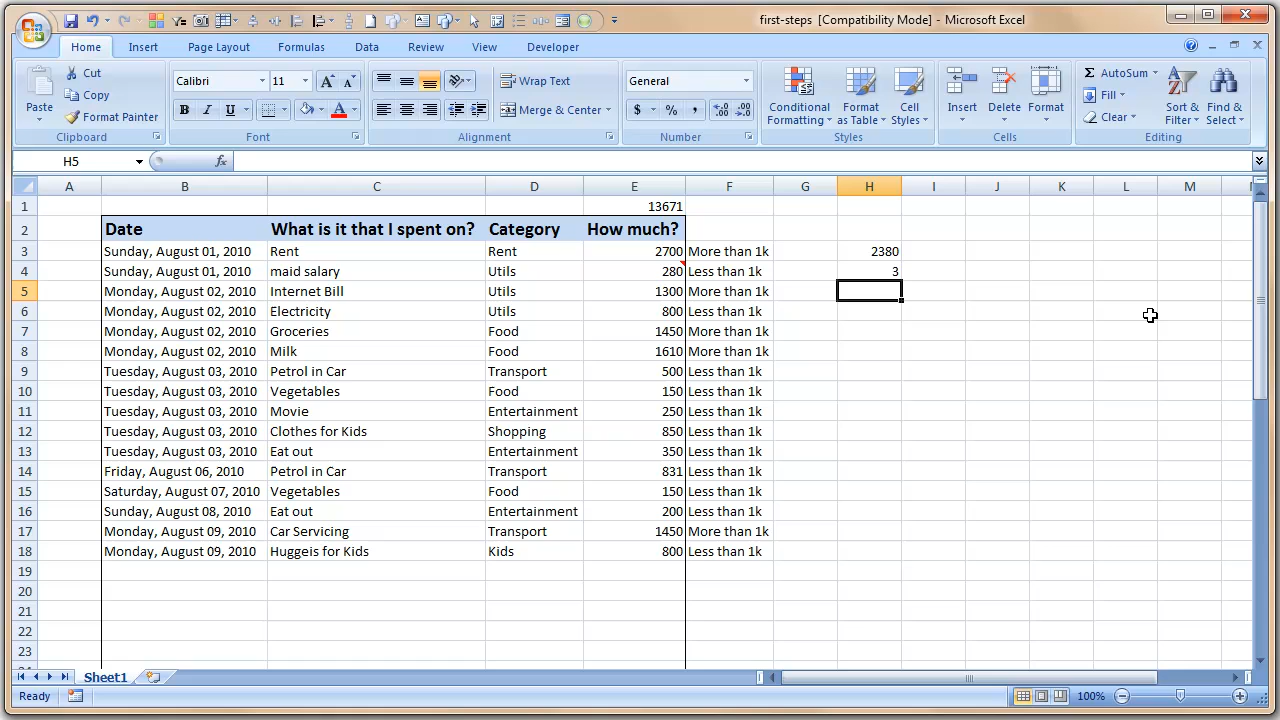 first-steps [Compatibility Mode] - Microsoft Excel
Home Insert Page Layout Formulas Data Review View Developer
Paste Cut Copy Format Painter Clipboard
Calibri 11 B I U A Font
Wrap Text Merge & Center Alignment
General $ % , Number
Conditional Formatting Format as Table Cell Styles Styles
Insert Delete Format Cells
Σ AutoSum Fill Clear Sort & Filter Find & Select Editing
H5 fx
A B C D E F G H I J K L M
1 13671
2 Date What is it that I spent on? Category How much?
3 Sunday, August 01, 2010 Rent Rent 2700 More than 1k 2380
4 Sunday, August 01, 2010 maid salary Utils 280 Less than 1k 3
5 Monday, August 02, 2010 Internet Bill Utils 1300 More than 1k
6 Monday, August 02, 2010 Electricity Utils 800 Less than 1k
7 Monday, August 02, 2010 Groceries Food 1450 More than 1k
8 Monday, August 02, 2010 Milk Food 1610 More than 1k
9 Tuesday, August 03, 2010 Petrol in Car Transport 500 Less than 1k
10 Tuesday, August 03, 2010 Vegetables Food 150 Less than 1k
11 Tuesday, August 03, 2010 Movie Entertainment 250 Less than 1k
12 Tuesday, August 03, 2010 Clothes for Kids Shopping 850 Less than 1k
13 Tuesday, August 03, 2010 Eat out Entertainment 350 Less than 1k
14 Friday, August 06, 2010 Petrol in Car Transport 831 Less than 1k
15 Saturday, August 07, 2010 Vegetables Food 150 Less than 1k
16 Sunday, August 08, 2010 Eat out Entertainment 200 Less than 1k
17 Monday, August 09, 2010 Car Servicing Transport 1450 More than 1k
18 Monday, August 09, 2010 Huggeis for Kids Kids 800 Less than 1k
19
20
21
22
23
Sheet1
Ready 100%